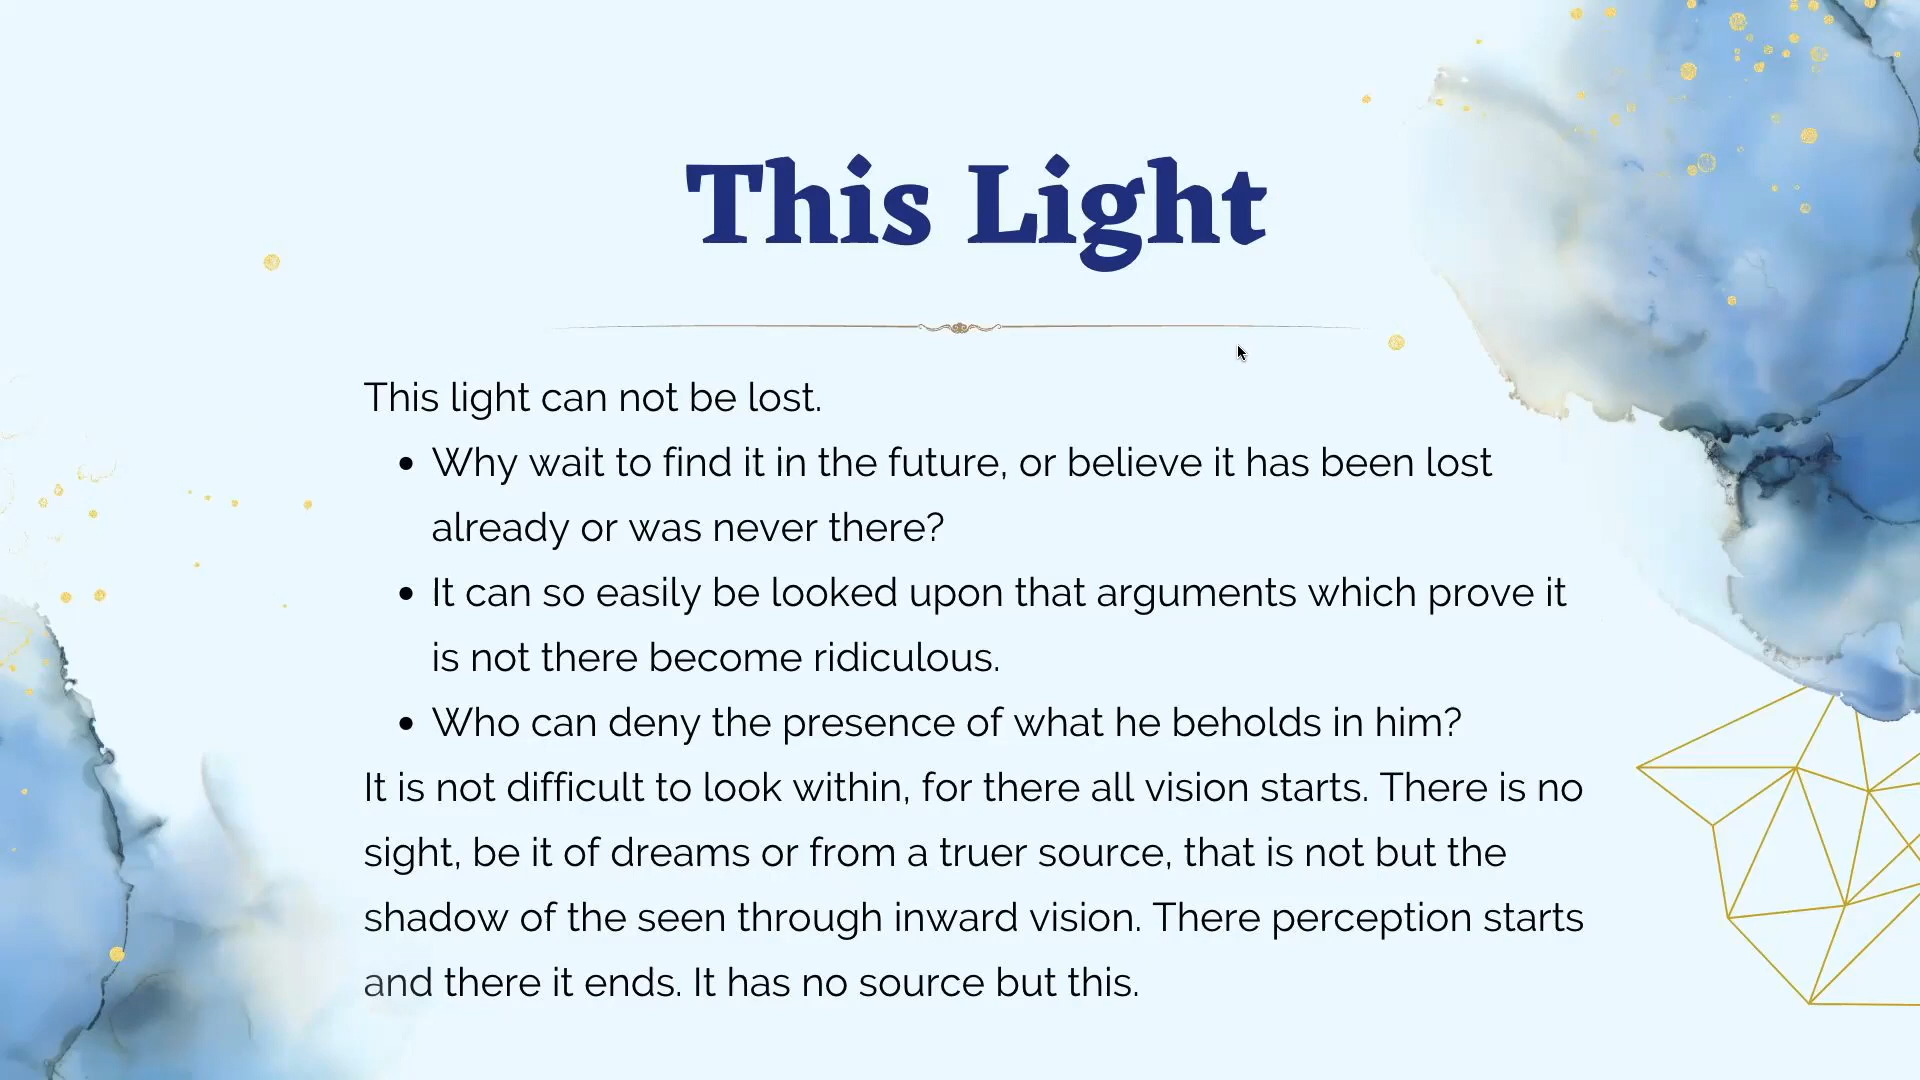 This Light
This light can not be lost.
• Why wait to find it in the future, or believe it has been lost
already or was never there?
• It can so easily be looked upon that arguments which prove it
is not there become ridiculous.
• Who can deny the presence of what he beholds in him?
It is not difficult to look within, for there all vision starts. There is no
sight, be it of dreams or from a truer source, that is not but the
shadow of the seen through inward vision. There perception starts
and there it ends. It has no source but this.